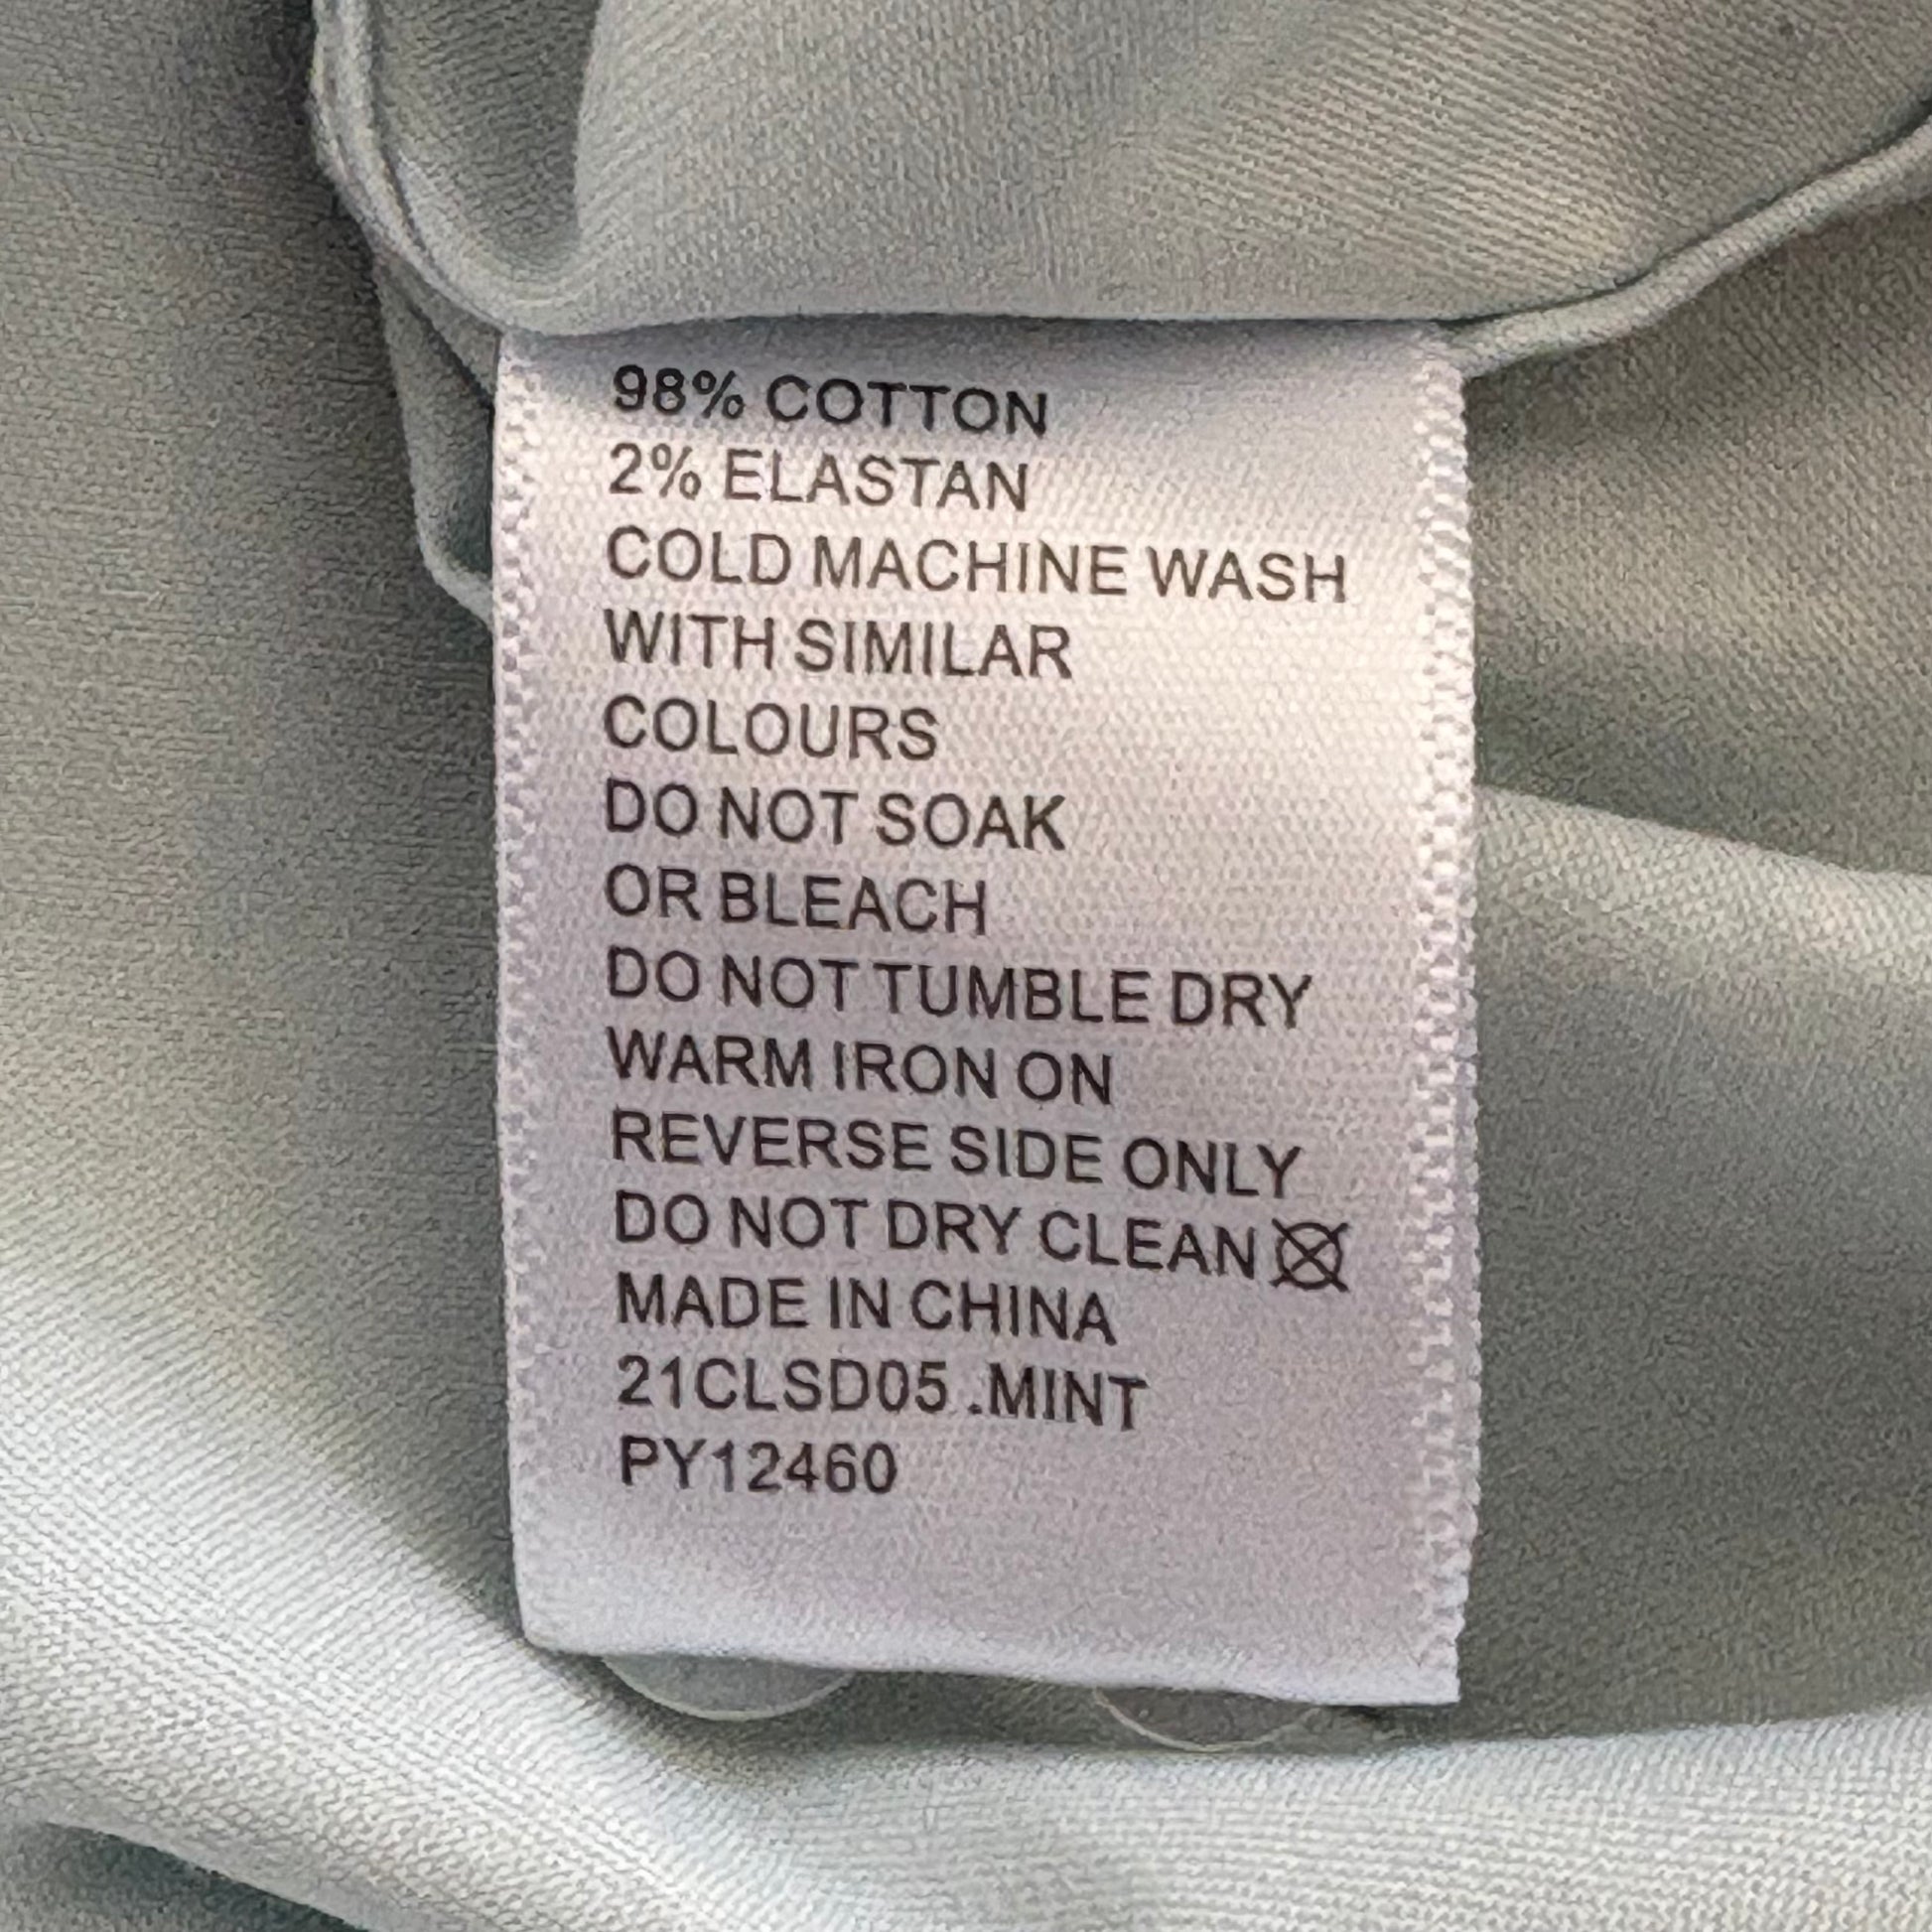 98% COTTON
2% ELASTAN
COLD MACHINE WASH
WITH SIMILAR
COLOURS
DO NOT SOAK
OR BLEACH
DO NOT TUMBLE DRY
WARM IRON ON
REVERSE SIDE ONLY
DO NOT DRY CLEAN
MADE IN CHINA
21CLSD05 .MINT
PY12460